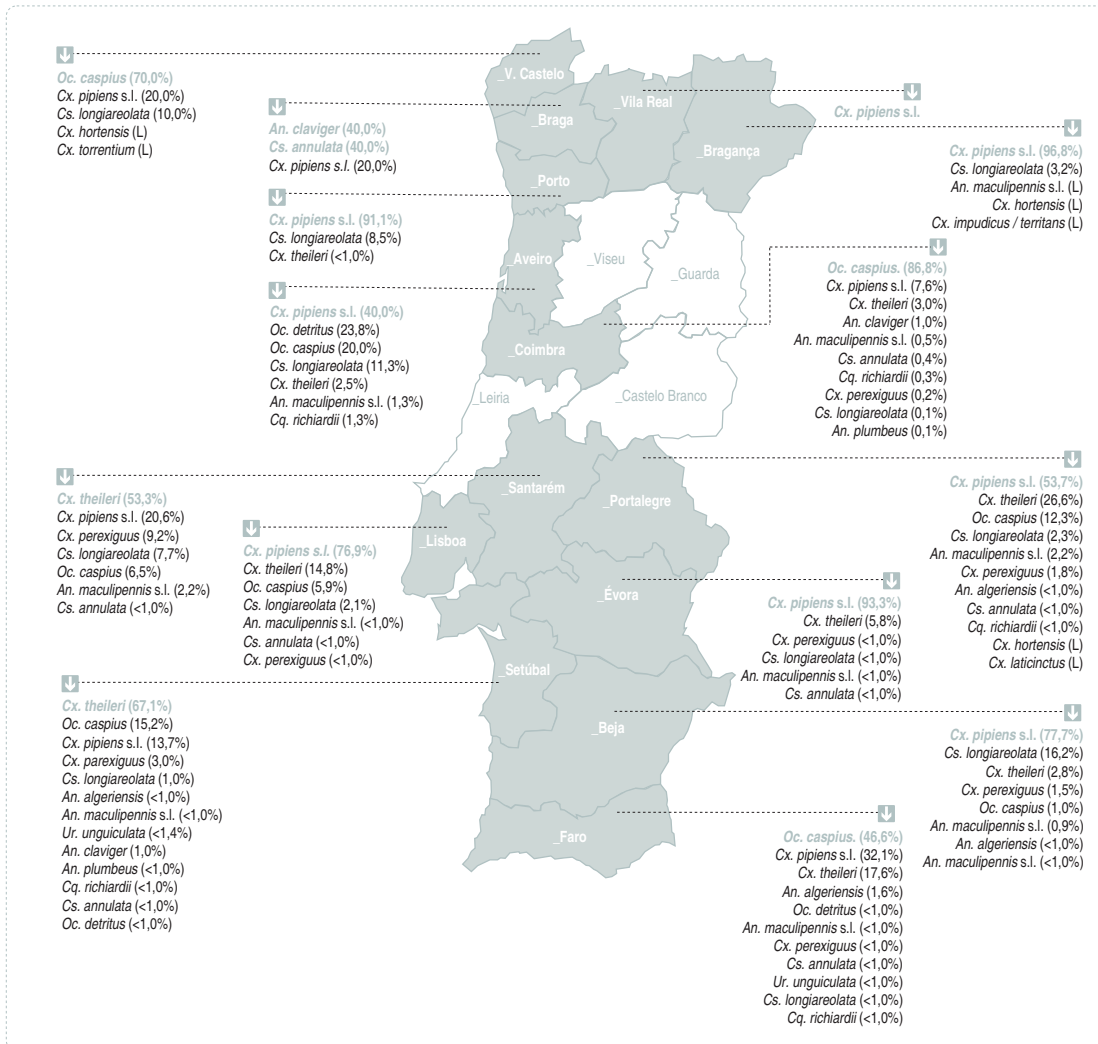 Oc. caspius (70,0%)
Cx. pipiens s.l. (20,0%)
Cs. longiareolata (10,0%)
Cx. hortensis (L)
Cx. torrentium (L)
An. claviger (40,0%)
Cs. annulata (40,0%)
Cx. pipiens s.l. (20,0%)
Cx. pipiens s.l. (91,1%)
Cs. longiareolata (8,5%)
Cx. theileri (<1,0%)
Cx. pipiens s.l. (40,0%)
Oc. detritus (23,8%)
Oc. caspius (20,0%)
Cs. longiareolata (11,3%)
Cx. theileri (2,5%)
An. maculipennis s.l. (1,3%)
Cq. richiardii (1,3%)
_V. Castelo
_Braga
_Vila Real
_Bragança
_Porto
_Aveiro
_Viseu
_Guarda
_Coimbra
_Leiria
_Castelo Branco
_Santarém
_Portalegre
_Lisboa
_Évora
_Setúbal
_Beja
_Faro
Cx. pipiens s.l.
Cx. pipiens s.l. (96,8%)
Cs. longiareolata (3,2%)
An. maculipennis s.l. (L)
Cx. hortensis (L)
Cx. impudicus / territans (L)
Oc. caspius. (86,8%)
Cx. pipiens s.l. (7,6%)
Cx. theileri (3,0%)
An. claviger (1,0%)
An. maculipennis s.l. (0,5%)
Cs. annulata (0,4%)
Cq. richiardii (0,3%)
Cx. perexiguus (0,2%)
Cs. longiareolata (0,1%)
An. plumbeus (0,1%)
Cx. theileri (53,3%)
Cx. pipiens s.l. (20,6%)
Cx. perexiguus (9,2%)
Cs. longiareolata (7,7%)
Oc. caspius (6,5%)
An. maculipennis s.l. (2,2%)
Cs. annulata (<1,0%)
Cx. pipiens s.l. (76,9%)
Cx. theileri (14,8%)
Oc. caspius (5,9%)
Cs. longiareolata (2,1%)
An. maculipennis s.l. (<1,0%)
Cs. annulata (<1,0%)
Cx. perexiguus (<1,0%)
Cx. pipiens s.l. (53,7%)
Cx. theileri (26,6%)
Oc. caspius (12,3%)
Cs. longiareolata (2,3%)
An. maculipennis s.l. (2,2%)
Cx. perexiguus (1,8%)
An. algeriensis (<1,0%)
Cs. annulata (<1,0%)
Cq. richiardii (<1,0%)
Cx. hortensis (L)
Cx. laticinctus (L)
Cx. pipiens s.l. (93,3%)
Cx. theileri (5,8%)
Cx. perexiguus (<1,0%)
Cs. longiareolata (<1,0%)
An. maculipennis s.l. (<1,0%)
Cs. annulata (<1,0%)
Cx. theileri (67,1%)
Oc. caspius (15,2%)
Cx. pipiens s.l. (13,7%)
Cx. parexiguus (3,0%)
Cs. longiareolata (1,0%)
An. algeriensis (<1,0%)
An. maculipennis s.l. (<1,0%)
Ur. unguiculata (<1,4%)
An. claviger (1,0%)
An. plumbeus (<1,0%)
Cq. richiardii (<1,0%)
Cs. annulata (<1,0%)
Oc. detritus (<1,0%)
Cx. pipiens s.l. (77,7%)
Cs. longiareolata (16,2%)
Cx. theileri (2,8%)
Cx. perexiguus (1,5%)
Oc. caspius (1,0%)
An. maculipennis s.l. (0,9%)
An. algeriensis (<1,0%)
An. maculipennis s.l. (<1,0%)
Oc. caspius. (46,6%)
Cx. pipiens s.l. (32,1%)
Cx. theileri (17,6%)
An. algeriensis (1,6%)
Oc. detritus (<1,0%)
An. maculipennis s.l. (<1,0%)
Cx. perexiguus (<1,0%)
Cs. annulata (<1,0%)
Ur. unguiculata (<1,0%)
Cs. longiareolata (<1,0%)
Cq. richiardii (<1,0%)